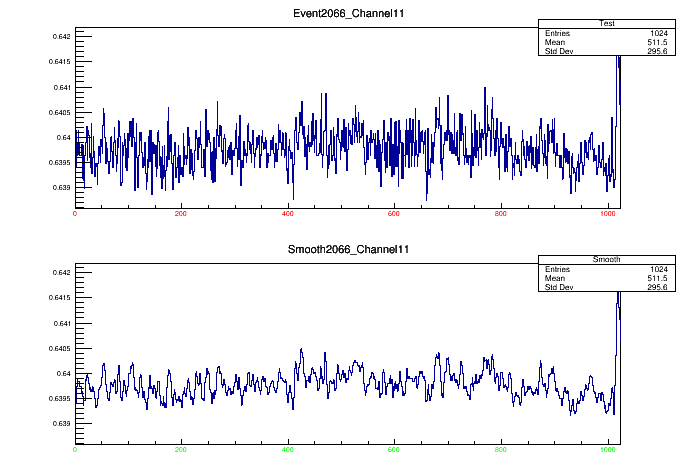 Event2066_Channel11
Test
Entries 1024
Mean 511.5
Std Dev 295.6
0.642
0.6415
0.641
0.6405
0.64
0.6395
0.639
0 200 400 600 800 1000
Smooth2066_Channel11
Smooth
Entries 1024
Mean 511.5
Std Dev 295.6
0.642
0.6415
0.641
0.6405
0.64
0.6395
0.639
0 200 400 600 800 1000